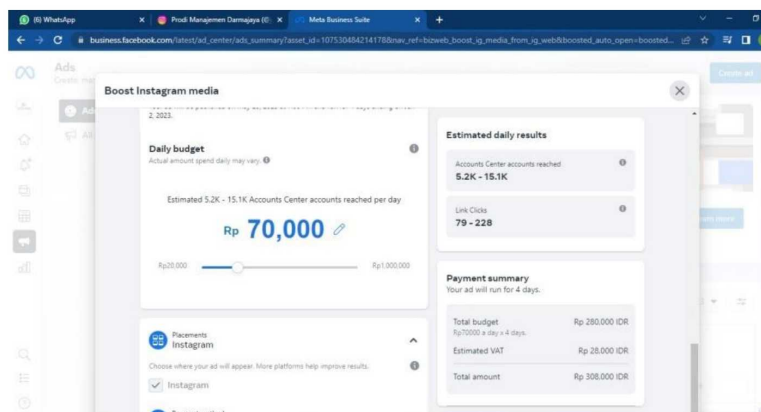 (6) WhatsApp
Prodi Manajemen Darmajaya (@
Meta Business Suite
business.facebook.com/latest/ad_center/ads_summary?asset_id=107530484214178&nav_ref=bizweb_boost_ig_media_from_ig_web&boosted_auto_open=boosted...
Ads
Create ad
Boost Instagram media
2, 2023.
Daily budget
Actual amount spend daily may vary.
Estimated 5.2K - 15.1K Accounts Center accounts reached per day
Rp 70,000
Rp20,000
Rp1,000,000
Placements
Instagram
Choose where your ad will appear. More platforms help improve results.
Instagram
Estimated daily results
Accounts Center accounts reached
5.2K - 15.1K
Link Clicks
79 - 228
Payment summary
Your ad will run for 4 days.
Total budget
Rp 280.000 IDR
Rp70000 a day x 4 days.
Estimated VAT
Rp 28.000 IDR
Total amount
Rp 308.000 IDR